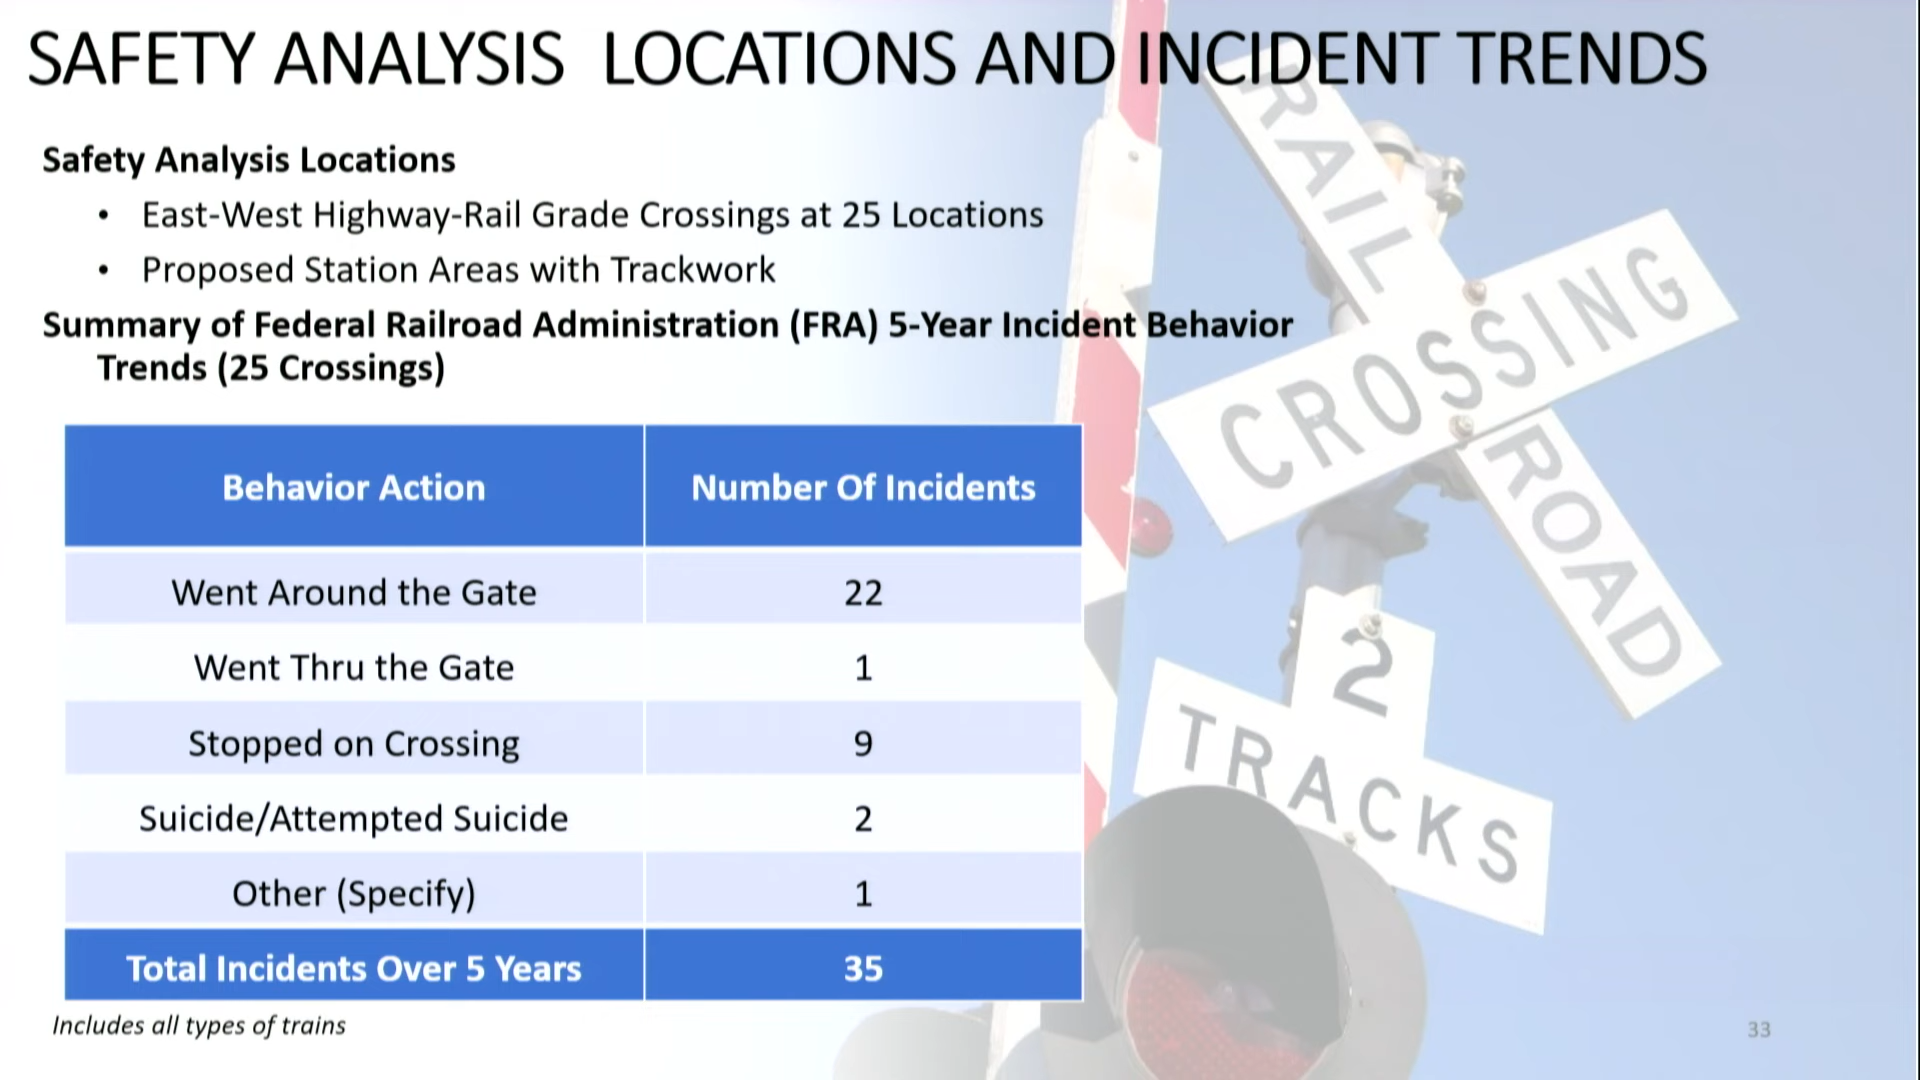 SAFETY ANALYSIS  LOCATIONS AND INCIDENT TRENDS
Safety Analysis Locations
• East-West Highway-Rail Grade Crossings at 25 Locations
• Proposed Station Areas with Trackwork
Summary of Federal Railroad Administration (FRA) 5-Year Incident Behavior
Trends (25 Crossings)
Behavior Action Number Of Incidents
Went Around the Gate 22
Went Thru the Gate 1
Stopped on Crossing 9
Suicide/Attempted Suicide 2
Other (Specify) 1
Total Incidents Over 5 Years 35
Includes all types of trains
33
RAIL
CROSSING
ROAD
2
TRACKS